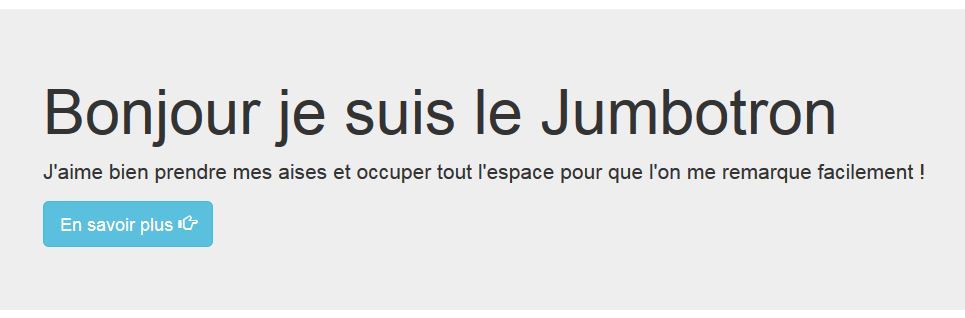 Bonjour je suis le Jumbotron
J'aime bien prendre mes aises et occuper tout l'espace pour que l'on me remarque facilement !
En savoir plus